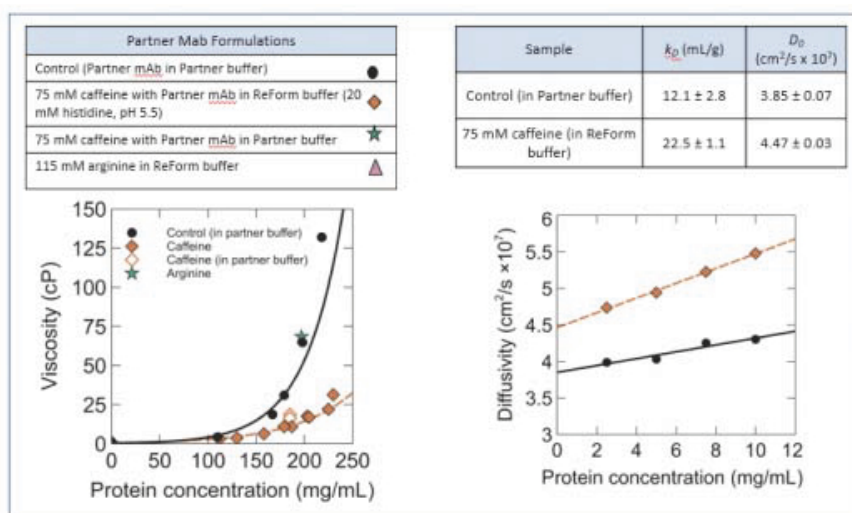 Partner Mab Formulations
Control (Partner mAb in Partner buffer)
75 mM caffeine with Partner mAb in ReForm buffer (20
mM histidine, pH 5.5)
75 mM caffeine with Partner mAb in Partner buffer
115 mM arginine in ReForm buffer
Sample
kD (mL/g)
D0
(cm²/s x 10⁷)
Control (in Partner buffer)
12.1 ± 2.8
3.85 ± 0.07
75 mM caffeine (in ReForm
buffer)
22.5 ± 1.1
4.47 ± 0.03
150
125
100
75
50
25
0
Viscosity (cP)
Control (in partner buffer)
Caffeine
Caffeine (in partner buffer)
Arginine
0 50 100 150 200 250
Protein concentration (mg/mL)
6
5.5
5
4.5
4
3.5
3
Diffusivity (cm²/s ×10⁷)
0 2 4 6 8 10 12
Protein concentration (mg/mL)